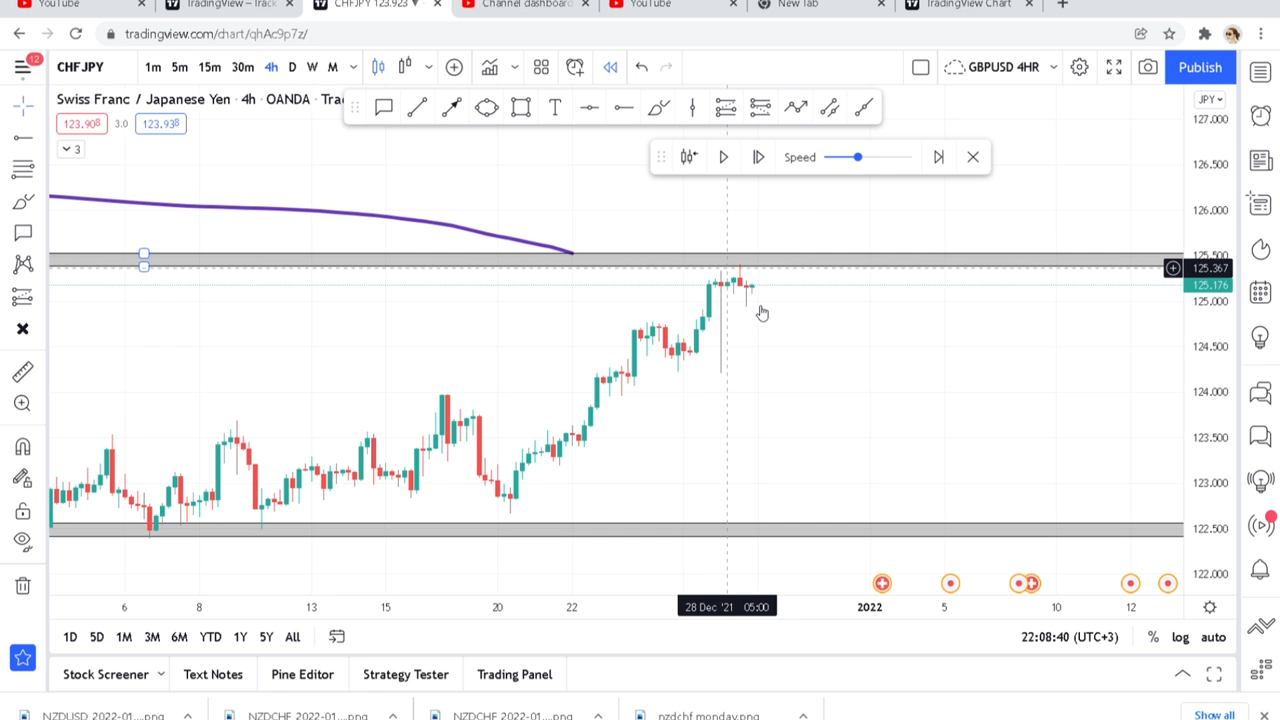 YouTube
TradingView – Track
CHFJPY 123.923 ▼
Channel dashboard
YouTube
New Tab
TradingView Chart
tradingview.com/chart/qhAc9p7z/
12
CHFJPY
1m 5m 15m 30m 4h D W M
GBPUSD 4HR
Publish
Swiss Franc / Japanese Yen · 4h · OANDA · Tra
JPY
123.908 3.0 123.938
3
Speed
127.000
126.500
126.000
125.500
125.367
125.176
125.000
124.500
124.000
123.500
123.000
122.500
122.000
6 8 13 15 20 22 28 Dec '21 05:00 2022 5 10 12
1D 5D 1M 3M 6M YTD 1Y 5Y All
22:08:40 (UTC+3) % log auto
Stock Screener Text Notes Pine Editor Strategy Tester Trading Panel
NZDUSD_2022-01....png
NZDCHF_2022-01....png
NZDCHF_2022-01....png
nzdchf monday.png
Show all